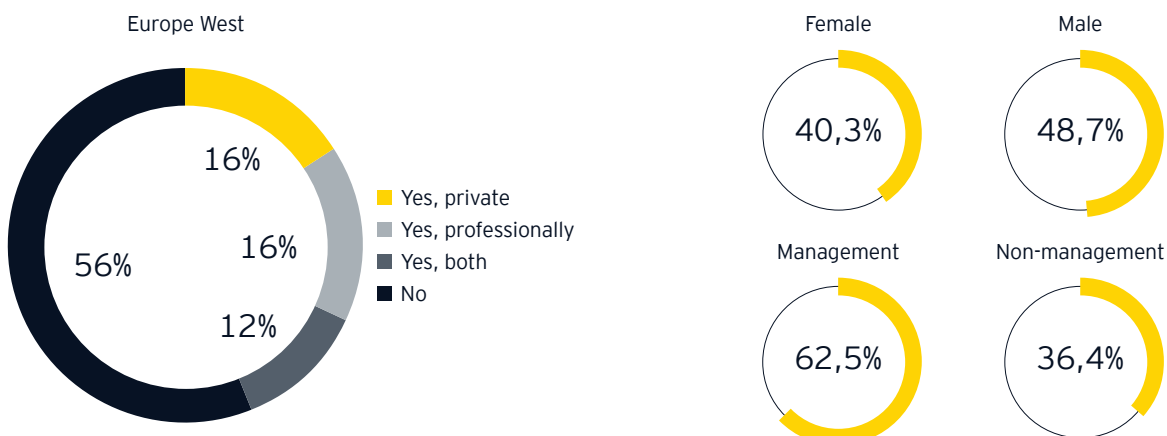 Europe West
16%
16%
12%
56%
Yes, private
Yes, professionally
Yes, both
No
Female
Male
40,3%
48,7%
Management
Non-management
62,5%
36,4%